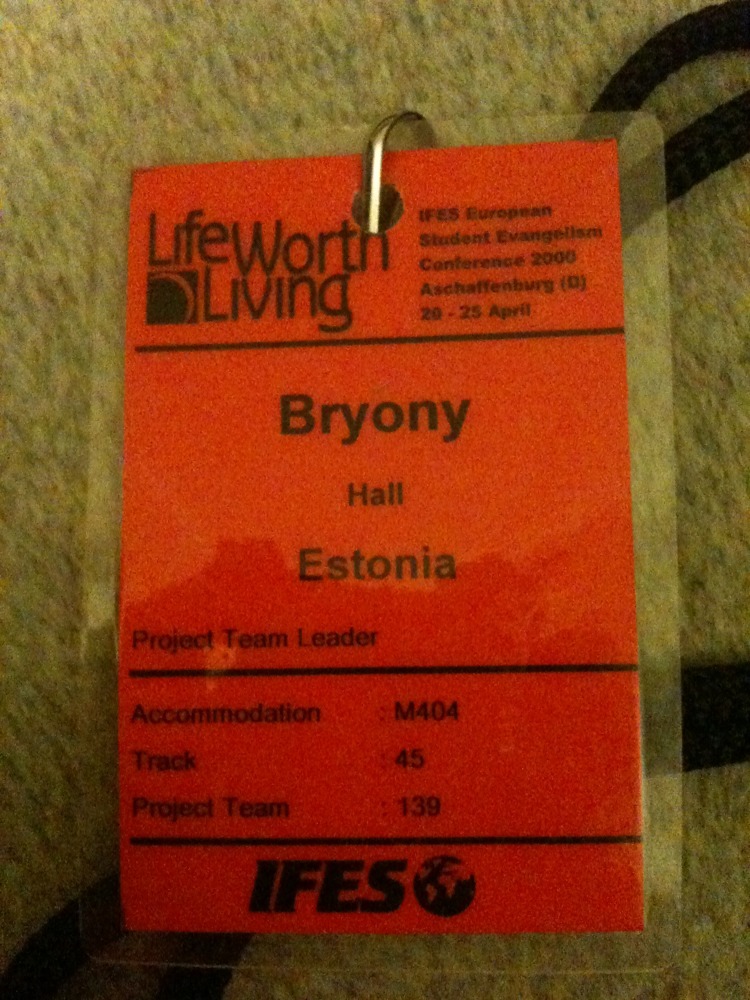 LifeWorth
Living
IFES European
Student Evangelism
Conference 2000
Aschaffenburg (D)
20 - 25 April
Bryony
Hall
Estonia
Project Team Leader
Accommodation : M404
Track : 45
Project Team : 139
IFES